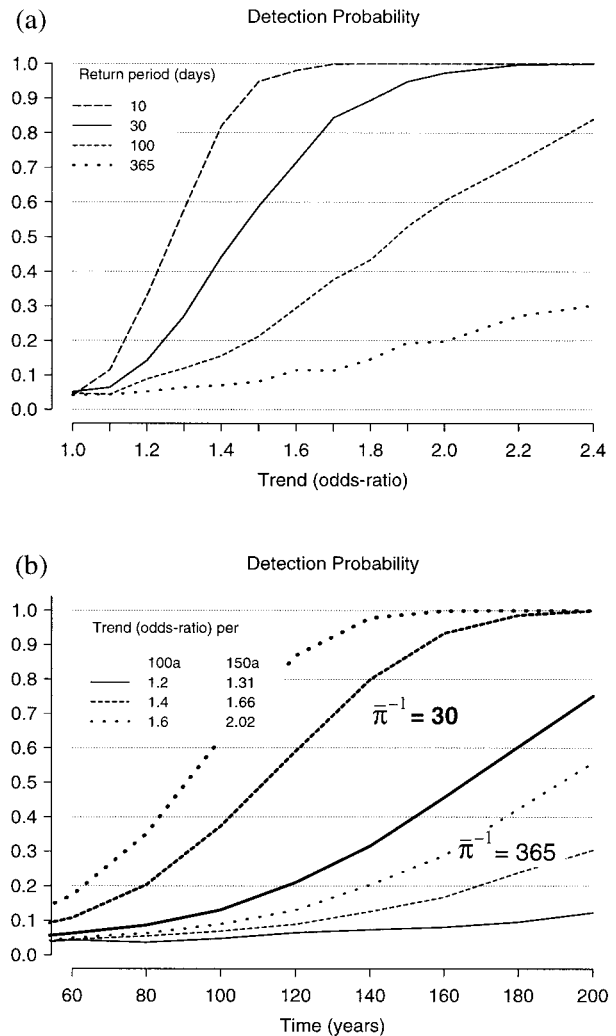 (a)
Detection Probability
Return period (days)
10
30
100
365
1.0
0.9
0.8
0.7
0.6
0.5
0.4
0.3
0.2
0.1
0.0
1.0 1.2 1.4 1.6 1.8 2.0 2.2 2.4
Trend (odds-ratio)
(b)
Detection Probability
Trend (odds-ratio) per
100a 150a
1.2 1.31
1.4 1.66
1.6 2.02
π̄⁻¹ = 30
π̄⁻¹ = 365
1.0
0.9
0.8
0.7
0.6
0.5
0.4
0.3
0.2
0.1
0.0
60 80 100 120 140 160 180 200
Time (years)